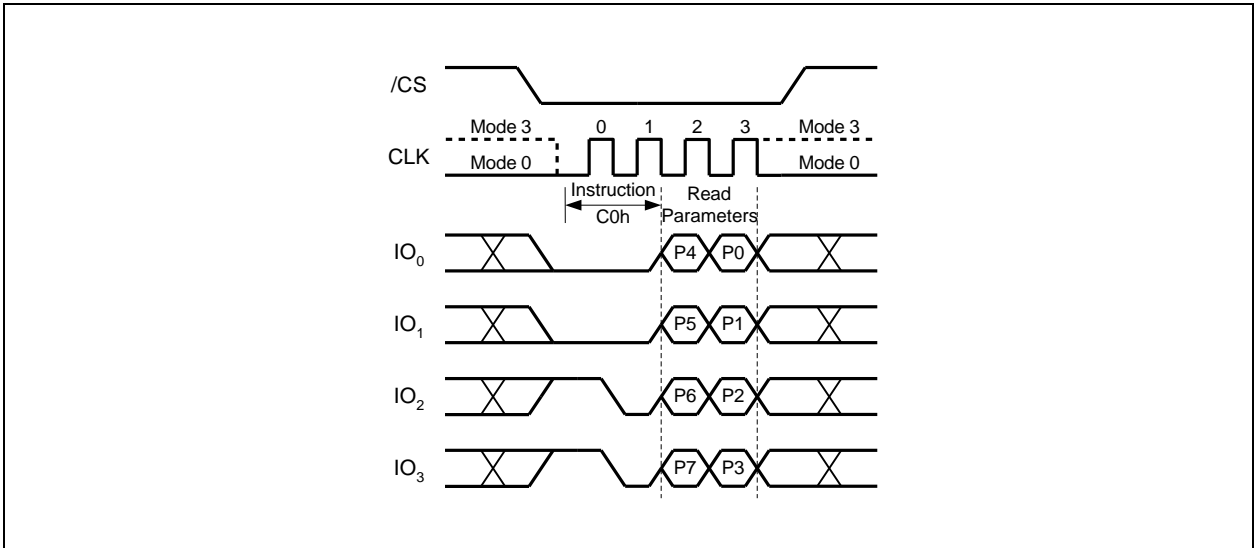 /CS
Mode 3 0 1 2 3 Mode 3
CLK Mode 0 Mode 0
Instruction Read
C0h Parameters
IO0 P4 P0
IO1 P5 P1
IO2 P6 P2
IO3 P7 P3